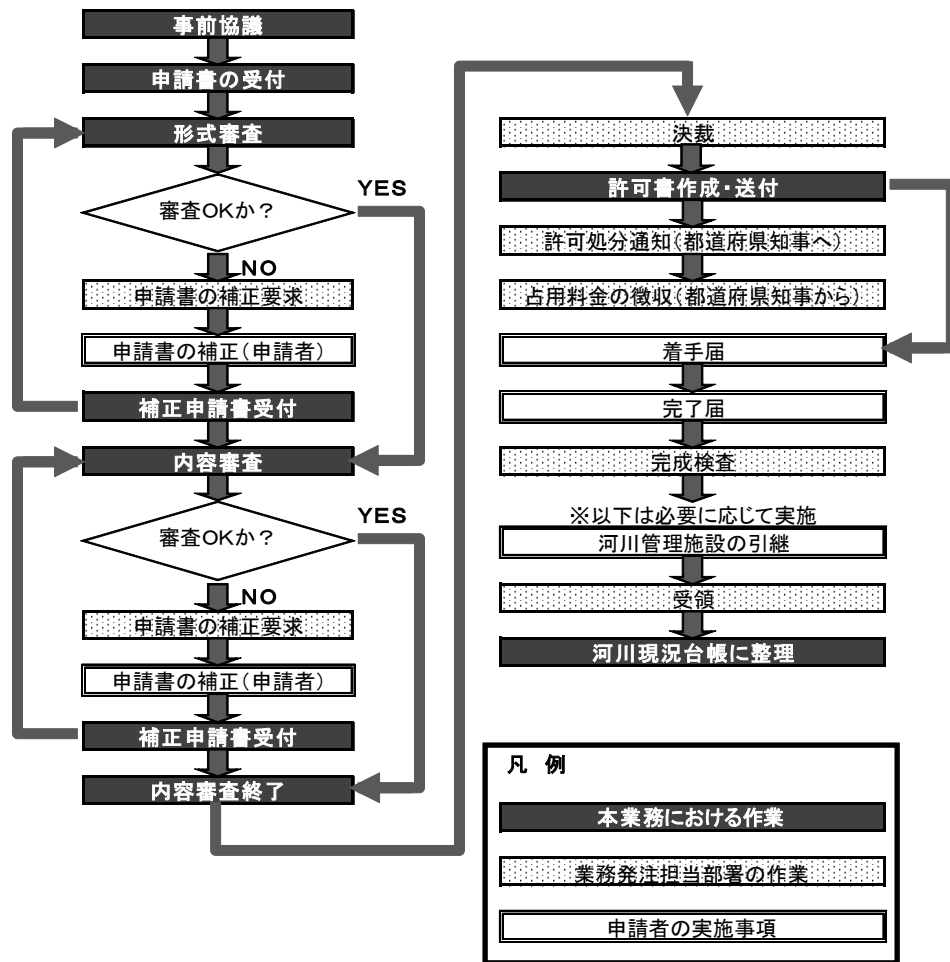 事前協議
申請書の受付
形式審査
審査OKか？
YES
NO
申請書の補正要求
申請書の補正（申請者）
補正申請書受付
内容審査
審査OKか？
YES
NO
申請書の補正要求
申請書の補正（申請者）
補正申請書受付
内容審査終了
決裁
許可書作成・送付
許可処分通知（都道府県知事へ）
占用料金の徴収（都道府県知事から）
着手届
完了届
完成検査
※以下は必要に応じて実施
河川管理施設の引継
受領
河川現況台帳に整理
凡 例
本業務における作業
業務発注担当部署の作業
申請者の実施事項